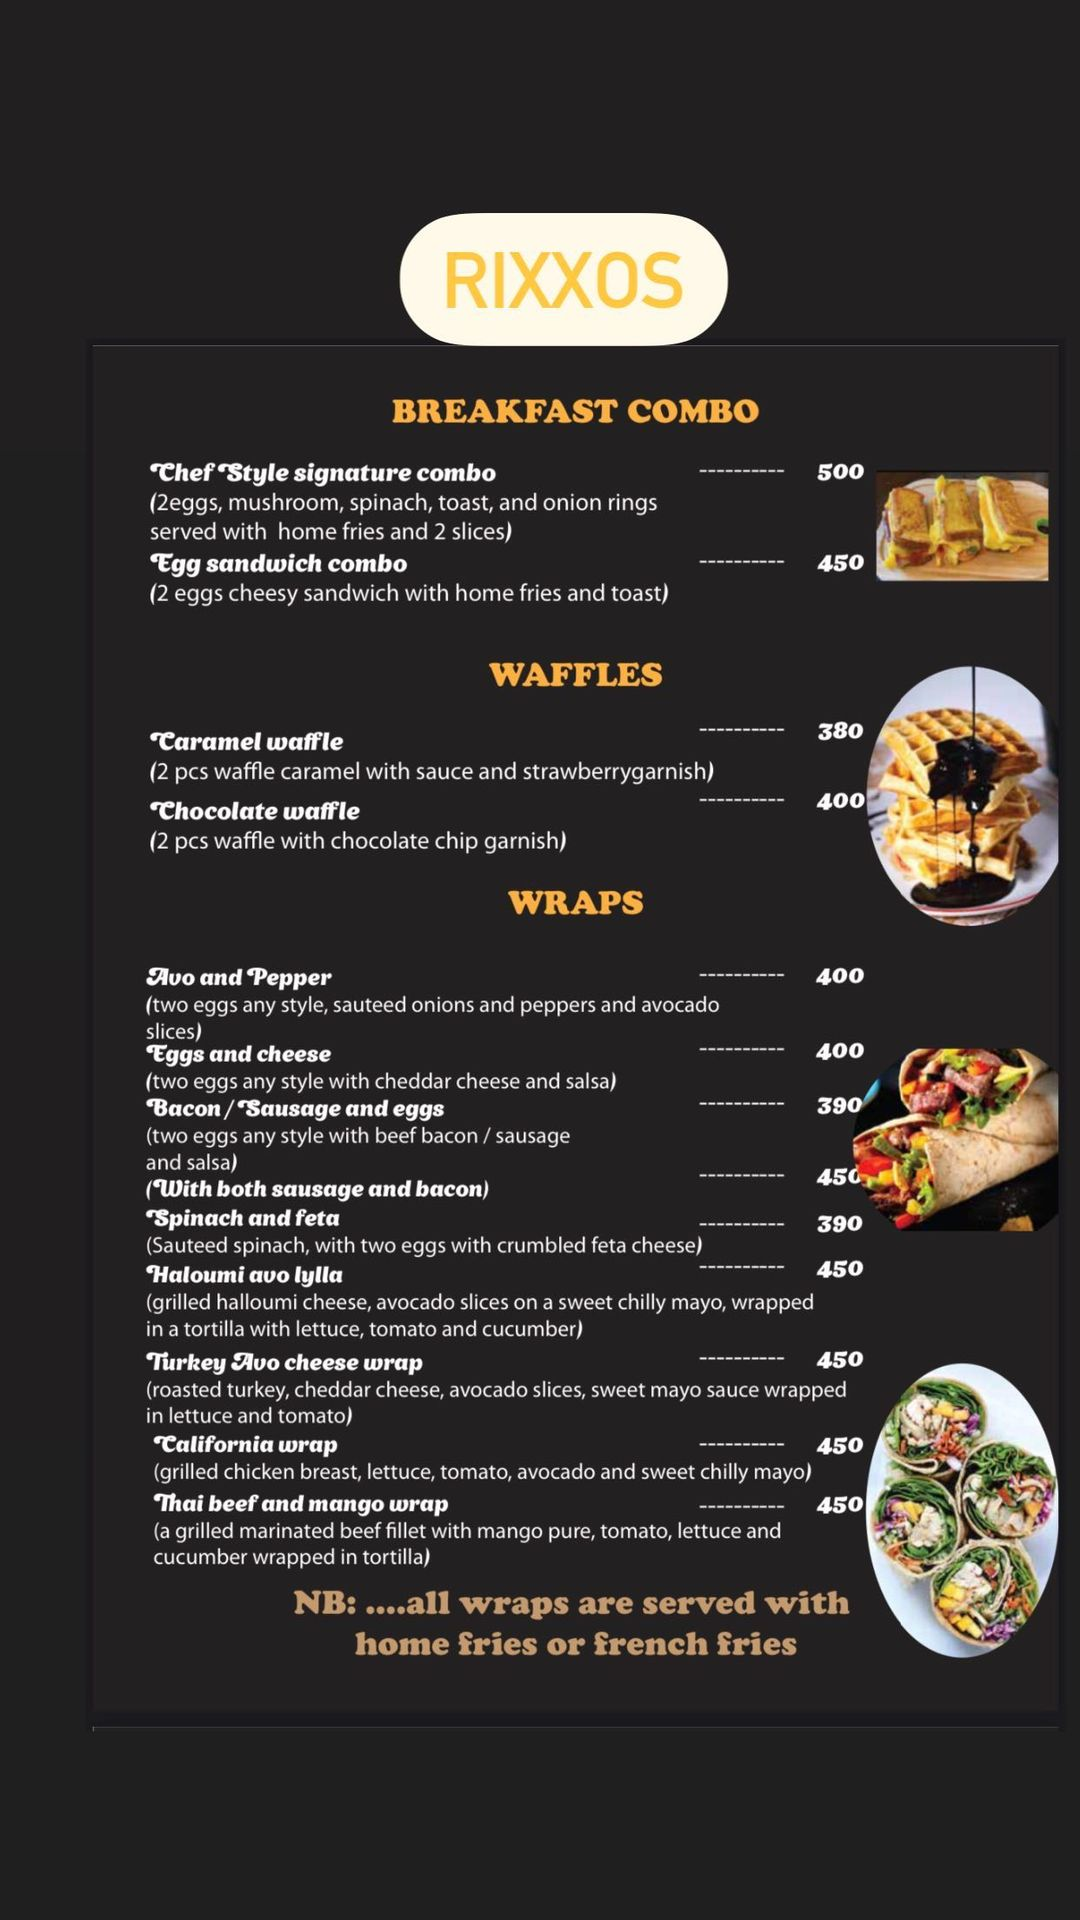 RIXXOS
BREAKFAST COMBO
Chef Style signature combo ---------- 500
(2eggs, mushroom, spinach, toast, and onion rings
served with home fries and 2 slices)
Egg sandwich combo ---------- 450
(2 eggs cheesy sandwich with home fries and toast)
WAFFLES
Caramel waffle ---------- 380
(2 pcs waffle caramel with sauce and strawberrygarnish)
Chocolate waffle ---------- 400
(2 pcs waffle with chocolate chip garnish)
WRAPS
Avo and Pepper ---------- 400
(two eggs any style, sauteed onions and peppers and avocado
slices)
Eggs and cheese ---------- 400
(two eggs any style with cheddar cheese and salsa)
Bacon / Sausage and eggs ---------- 390
(two eggs any style with beef bacon / sausage
and salsa)
(With both sausage and bacon) ---------- 450
Spinach and feta ---------- 390
(Sauteed spinach, with two eggs with crumbled feta cheese)
Haloumi avo lylla ---------- 450
(grilled halloumi cheese, avocado slices on a sweet chilly mayo, wrapped
in a tortilla with lettuce, tomato and cucumber)
Turkey Avo cheese wrap ---------- 450
(roasted turkey, cheddar cheese, avocado slices, sweet mayo sauce wrapped
in lettuce and tomato)
California wrap ---------- 450
(grilled chicken breast, lettuce, tomato, avocado and sweet chilly mayo)
Thai beef and mango wrap ---------- 450
(a grilled marinated beef fillet with mango pure, tomato, lettuce and
cucumber wrapped in tortilla)
NB: ....all wraps are served with
home fries or french fries